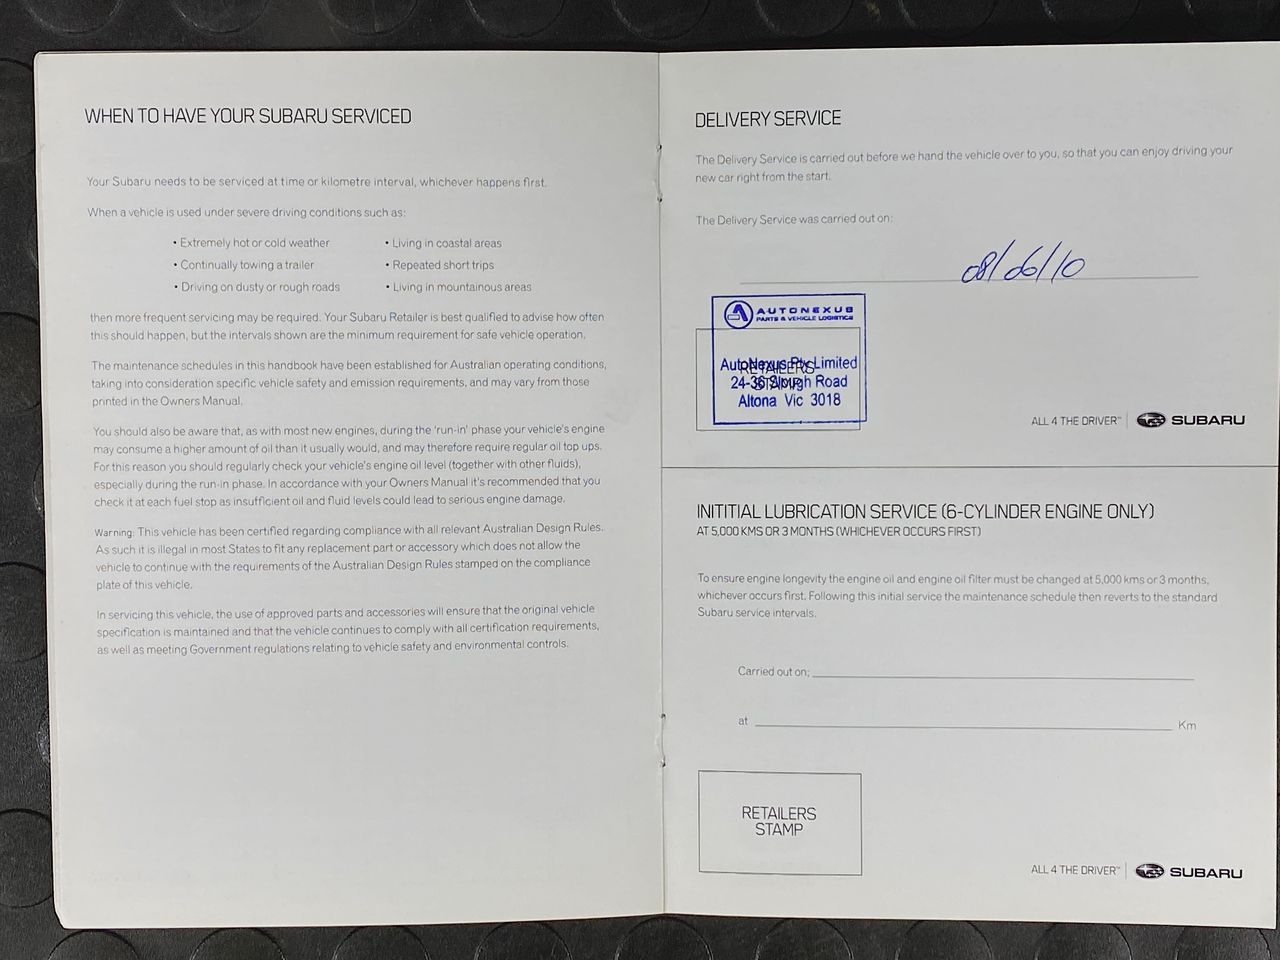 WHEN TO HAVE YOUR SUBARU SERVICED
Your Subaru needs to be serviced at time or kilometre interval, whichever happens first.
When a vehicle is used under severe driving conditions such as:
• Extremely hot or cold weather
• Continually towing a trailer
• Driving on dusty or rough roads
• Living in coastal areas
• Repeated short trips
• Living in mountainous areas
then more frequent servicing may be required. Your Subaru Retailer is best qualified to advise how often
this should happen, but the intervals shown are the minimum requirement for safe vehicle operation.
The maintenance schedules in this handbook have been established for Australian operating conditions,
taking into consideration specific vehicle safety and emission requirements, and may vary from those
printed in the Owners Manual.
You should also be aware that, as with most new engines, during the 'run-in' phase your vehicle's engine
may consume a higher amount of oil than it usually would, and may therefore require regular oil top ups.
For this reason you should regularly check your vehicle's engine oil level (together with other fluids),
especially during the run-in phase. In accordance with your Owners Manual it's recommended that you
check it at each fuel stop as insufficient oil and fluid levels could lead to serious engine damage.
Warning: This vehicle has been certified regarding compliance with all relevant Australian Design Rules.
As such it is illegal in most States to fit any replacement part or accessory which does not allow the
vehicle to continue with the requirements of the Australian Design Rules stamped on the compliance
plate of this vehicle.
In servicing this vehicle, the use of approved parts and accessories will ensure that the original vehicle
specification is maintained and that the vehicle continues to comply with all certification requirements,
as well as meeting Government regulations relating to vehicle safety and environmental controls.
DELIVERY SERVICE
The Delivery Service is carried out before we hand the vehicle over to you, so that you can enjoy driving your
new car right from the start.
The Delivery Service was carried out on:
08/06/10
AUTONEXUS
PARTS & VEHICLE LOGISTICS
RETAILERS
STAMP
AutoNexus Pty Limited
24-36 Slough Road
Altona Vic 3018
ALL 4 THE DRIVER™ SUBARU
INITITIAL LUBRICATION SERVICE (6-CYLINDER ENGINE ONLY)
AT 5,000 KMS OR 3 MONTHS (WHICHEVER OCCURS FIRST)
To ensure engine longevity the engine oil and engine oil filter must be changed at 5,000 kms or 3 months,
whichever occurs first. Following this initial service the maintenance schedule then reverts to the standard
Subaru service intervals.
Carried out on:
at Km
RETAILERS
STAMP
ALL 4 THE DRIVER™ SUBARU